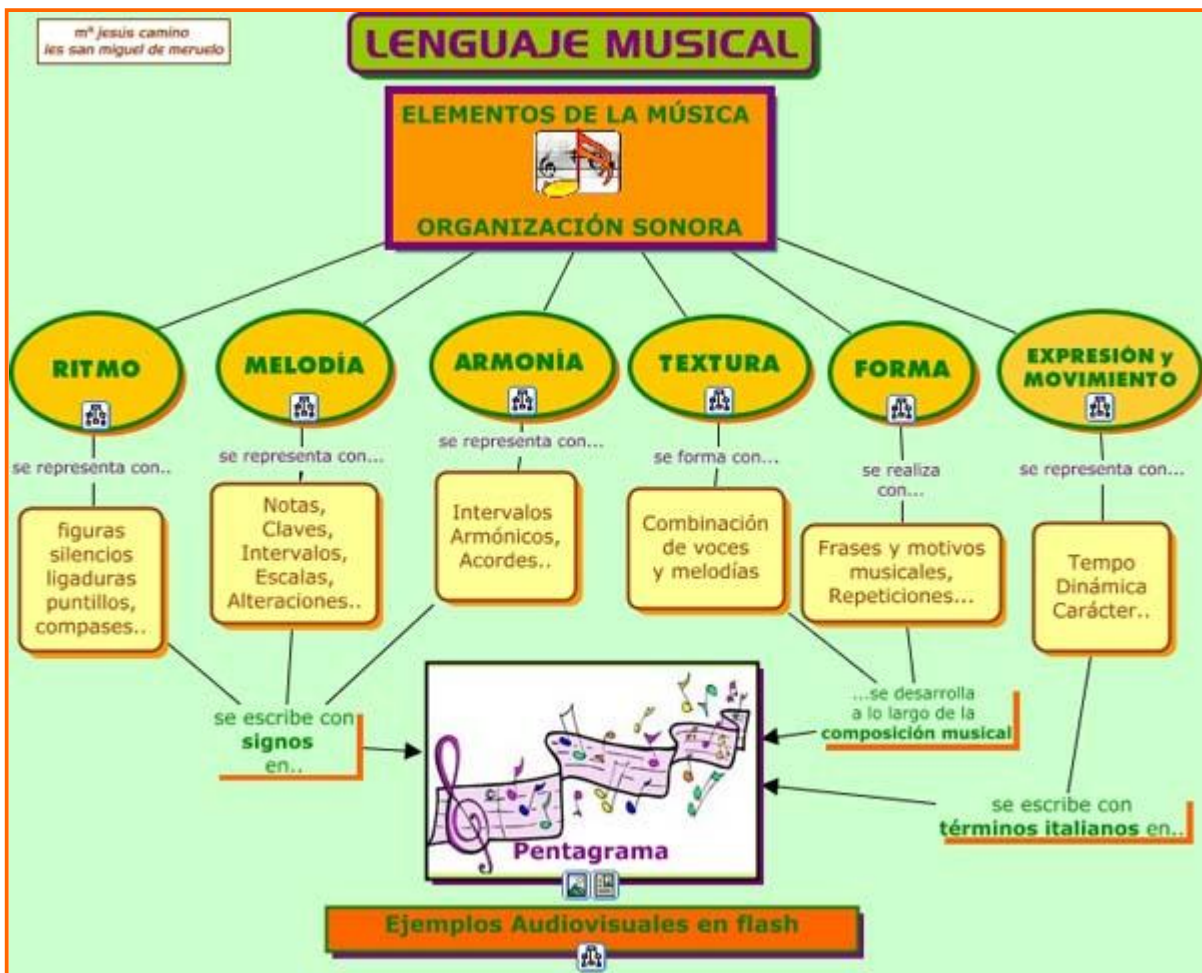 mª jesús camino
ies san miguel de meruelo
LENGUAJE MUSICAL
ELEMENTOS DE LA MÚSICA
ORGANIZACIÓN SONORA
RITMO
MELODÍA
ARMONÍA
TEXTURA
FORMA
EXPRESIÓN y
MOVIMIENTO
se representa con..
se representa con...
se representa con...
se forma con...
se realiza
con...
se representa con...
figuras
silencios
ligaduras
puntillos,
compases..
Notas,
Claves,
Intervalos,
Escalas,
Alteraciones..
Intervalos
Armónicos,
Acordes..
Combinación
de voces
y melodías
Frases y motivos
musicales,
Repeticiones...
Tempo
Dinámica
Carácter..
se escribe con
signos
en..
...se desarrolla
a lo largo de la
composición musical
se escribe con
términos italianos en..
Pentagrama
Ejemplos Audiovisuales en flash